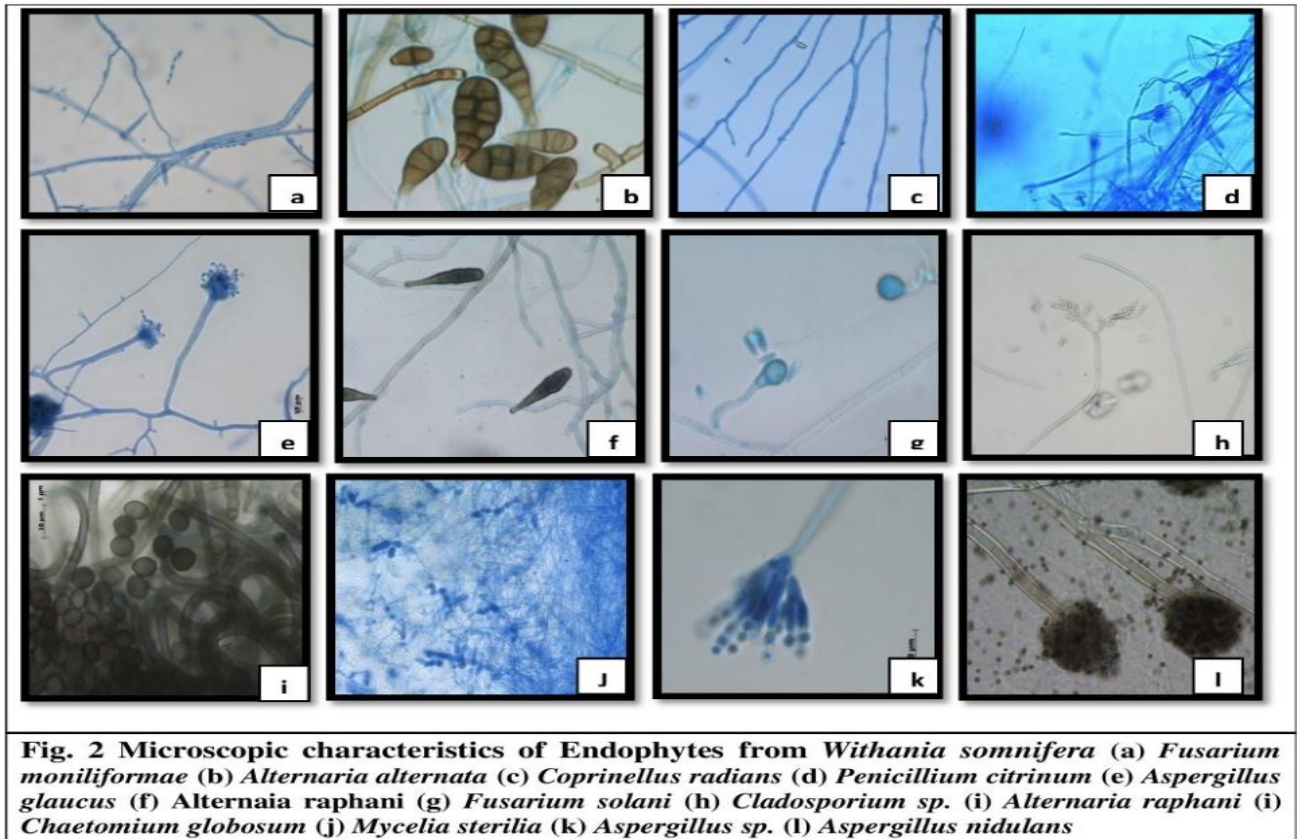 a
b
c
d
e
f
g
h
i
J
k
l
Fig. 2 Microscopic characteristics of Endophytes from Withania somnifera (a) Fusarium
moniliformae (b) Alternaria alternata (c) Coprinellus radians (d) Penicillium citrinum (e) Aspergillus
glaucus (f) Alternaia raphani (g) Fusarium solani (h) Cladosporium sp. (i) Alternaria raphani (i)
Chaetomium globosum (j) Mycelia sterilia (k) Aspergillus sp. (l) Aspergillus nidulans